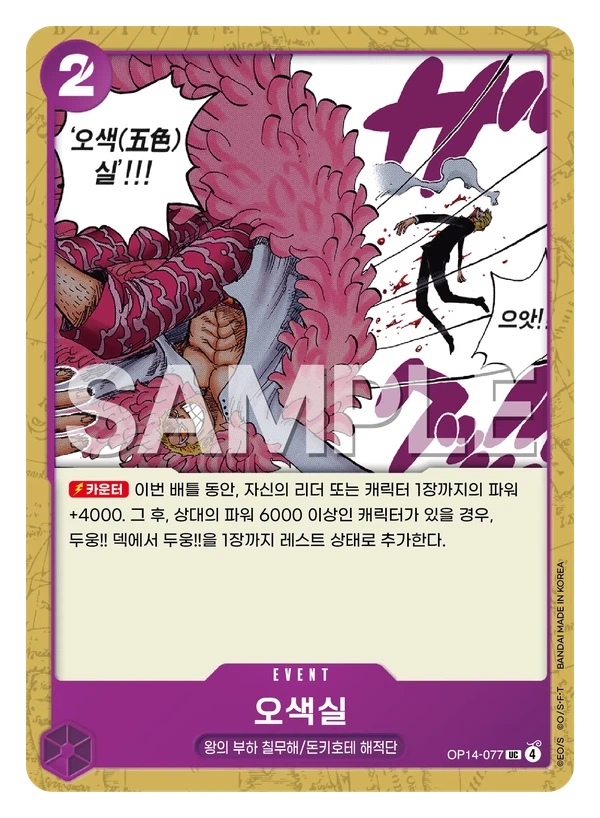 2
'오색(五色)
실'!!!
으앗!!
SAMPLE
카운터 이번 배틀 동안, 자신의 리더 또는 캐릭터 1장까지의 파워
+4000. 그 후, 상대의 파워 6000 이상인 캐릭터가 있을 경우,
두웅!! 덱에서 두웅!!을 1장까지 레스트 상태로 추가한다.
EVENT
오색실
왕의 부하 칠무해/돈키호테 해적단
OP14-077 UC 4
©E.O/S. ©O/S·F·T BANDAI MADE IN KOREA